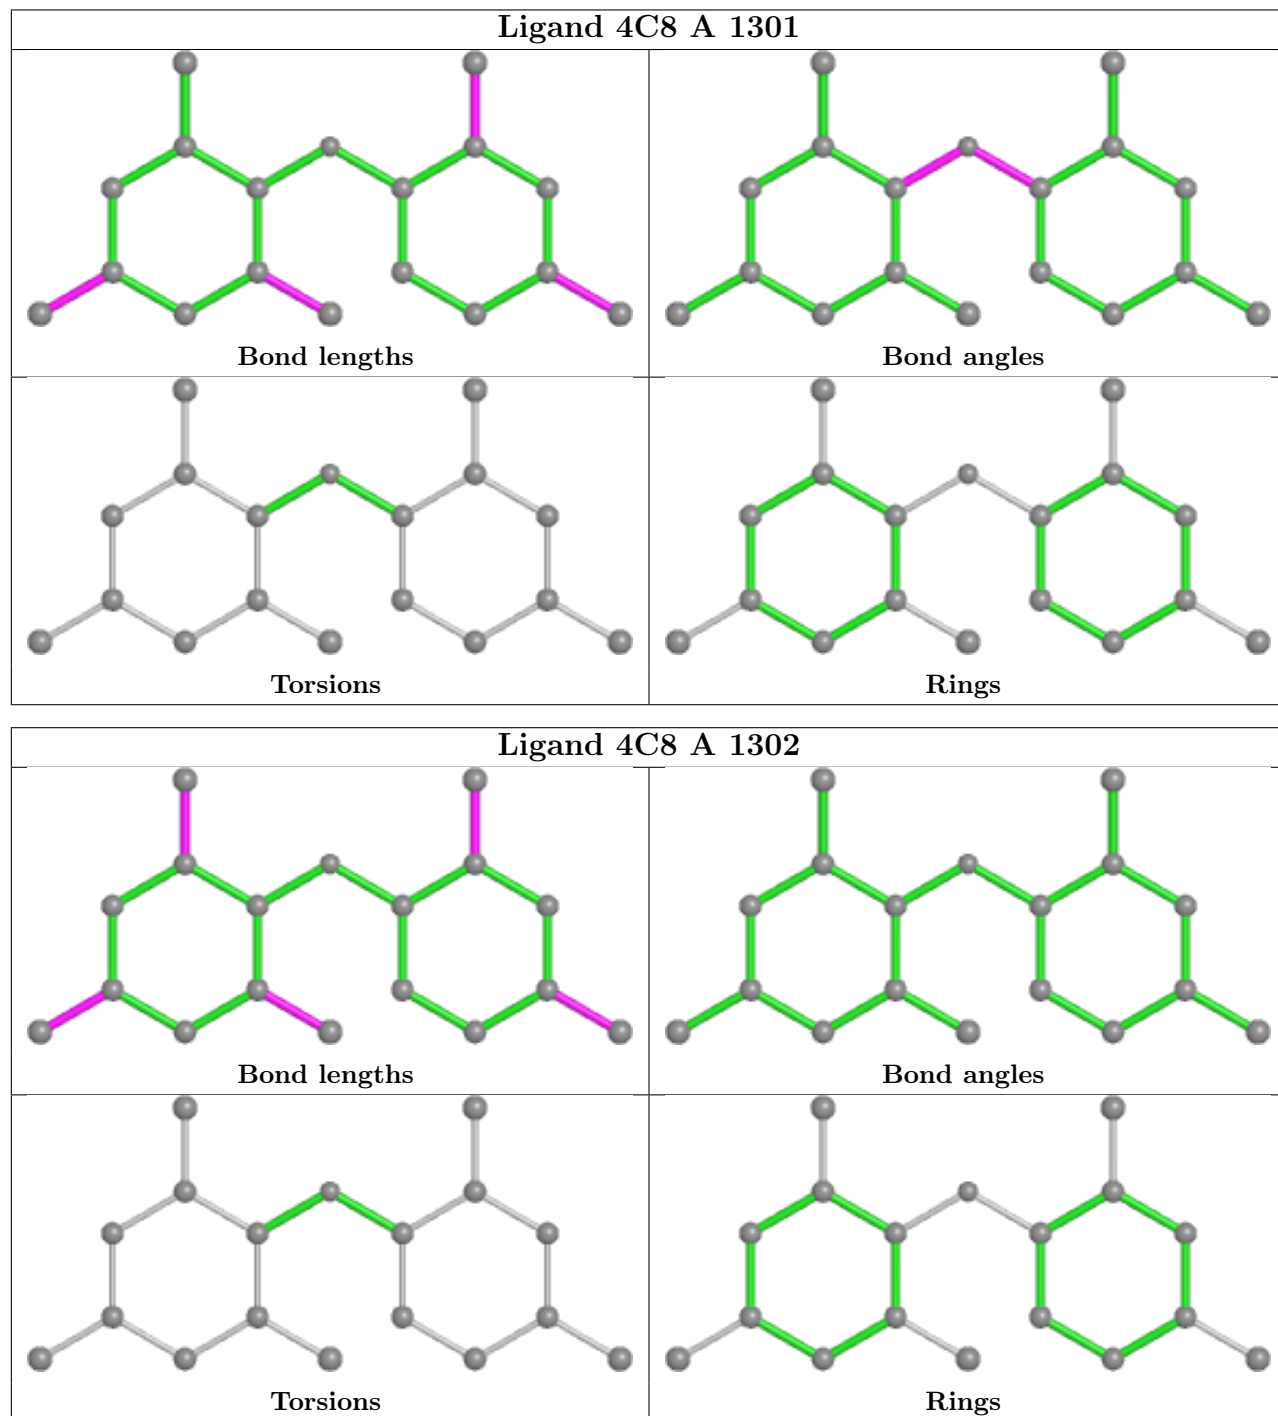 Ligand 4C8 A 1301
Bond lengths
Bond angles
Torsions
Rings
Ligand 4C8 A 1302
Bond lengths
Bond angles
Torsions
Rings